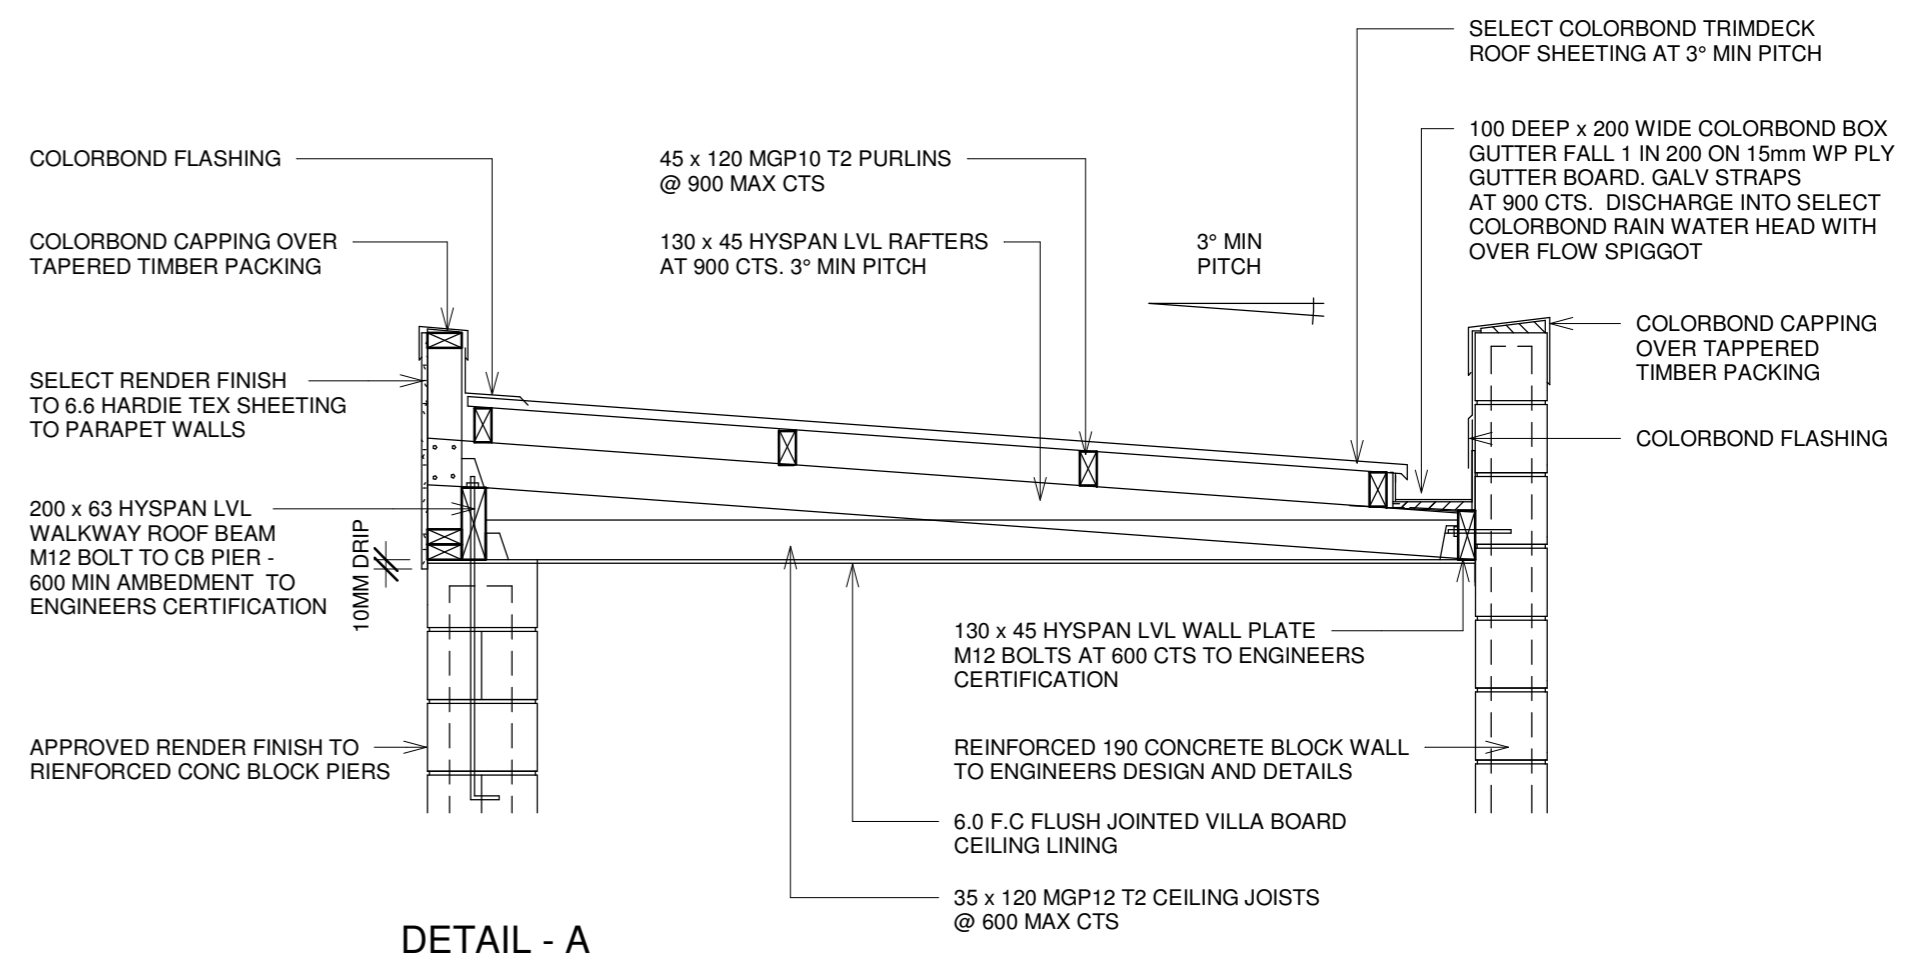 SELECT COLORBOND TRIMDECK
ROOF SHEETING AT 3° MIN PITCH
COLORBOND FLASHING
45 x 120 MGP10 T2 PURLINS
@ 900 MAX CTS
100 DEEP x 200 WIDE COLORBOND BOX
GUTTER FALL 1 IN 200 ON 15mm WP PLY
GUTTER BOARD. GALV STRAPS
AT 900 CTS. DISCHARGE INTO SELECT
COLORBOND RAIN WATER HEAD WITH
OVER FLOW SPIGGOT
COLORBOND CAPPING OVER
TAPERED TIMBER PACKING
130 x 45 HYSPAN LVL RAFTERS
AT 900 CTS. 3° MIN PITCH
3° MIN
PITCH
COLORBOND CAPPING
OVER TAPPERED
TIMBER PACKING
SELECT RENDER FINISH
TO 6.6 HARDIE TEX SHEETING
TO PARAPET WALLS
COLORBOND FLASHING
200 x 63 HYSPAN LVL
WALKWAY ROOF BEAM
M12 BOLT TO CB PIER -
600 MIN AMBEDMENT TO
ENGINEERS CERTIFICATION
10MM DRIP
130 x 45 HYSPAN LVL WALL PLATE
M12 BOLTS AT 600 CTS TO ENGINEERS
CERTIFICATION
APPROVED RENDER FINISH TO
RIENFORCED CONC BLOCK PIERS
REINFORCED 190 CONCRETE BLOCK WALL
TO ENGINEERS DESIGN AND DETAILS
6.0 F.C FLUSH JOINTED VILLA BOARD
CEILING LINING
35 x 120 MGP12 T2 CEILING JOISTS
@ 600 MAX CTS
DETAIL - A